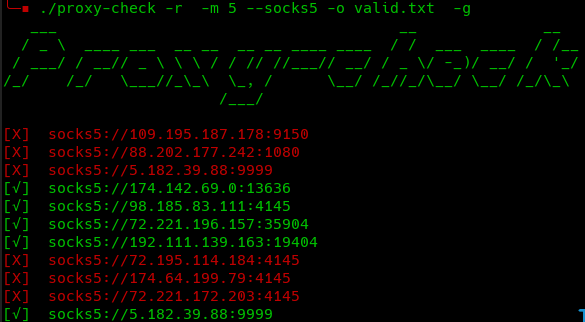 ./proxy-check -r -m 5 --socks5 -o valid.txt -g
Proxy-check
[X] socks5://109.195.187.178:9150
[X] socks5://88.202.177.242:1080
[X] socks5://5.182.39.88:9999
[√] socks5://174.142.69.0:13636
[√] socks5://98.185.83.111:4145
[√] socks5://72.221.196.157:35904
[√] socks5://192.111.139.163:19404
[X] socks5://72.195.114.184:4145
[X] socks5://174.64.199.79:4145
[X] socks5://72.221.172.203:4145
[√] socks5://5.182.39.88:9999